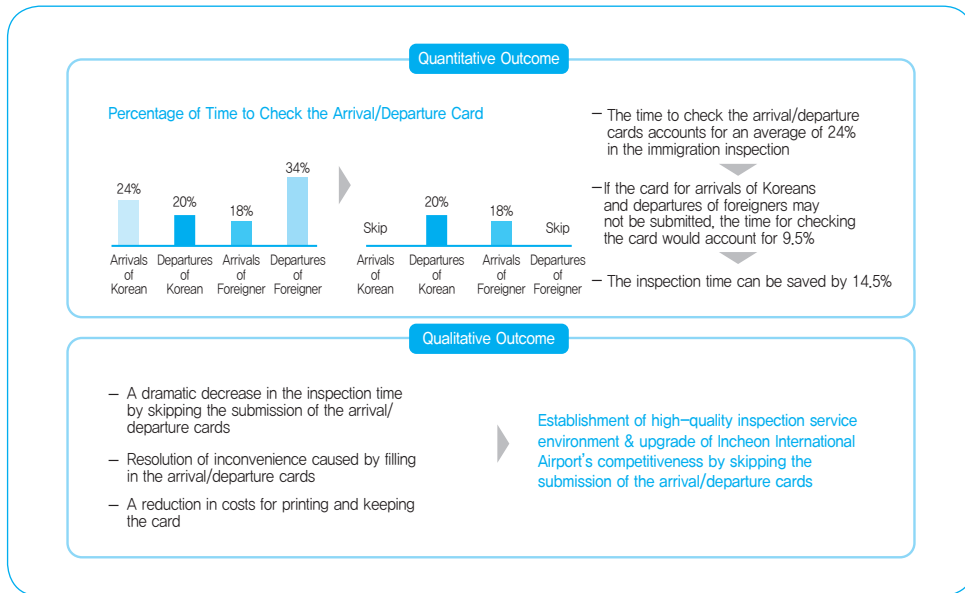 Quantitative Outcome
Percentage of Time to Check the Arrival/Departure Card
24%
20%
18%
34%
Arrivals
of
Korean
Departures
of
Korean
Arrivals
of
Foreigner
Departures
of
Foreigner
Skip
20%
18%
Skip
Arrivals
of
Korean
Departures
of
Korean
Arrivals
of
Foreigner
Departures
of
Foreigner
– The time to check the arrival/departure
cards accounts for an average of 24%
in the immigration inspection
– If the card for arrivals of Koreans
and departures of foreigners may
not be submitted, the time for checking
the card would account for 9.5%
– The inspection time can be saved by 14.5%
Qualitative Outcome
– A dramatic decrease in the inspection time
by skipping the submission of the arrival/
departure cards
– Resolution of inconvenience caused by filling
in the arrival/departure cards
– A reduction in costs for printing and keeping
the card
Establishment of high-quality inspection service
environment & upgrade of Incheon International
Airport's competitiveness by skipping the
submission of the arrival/departure cards